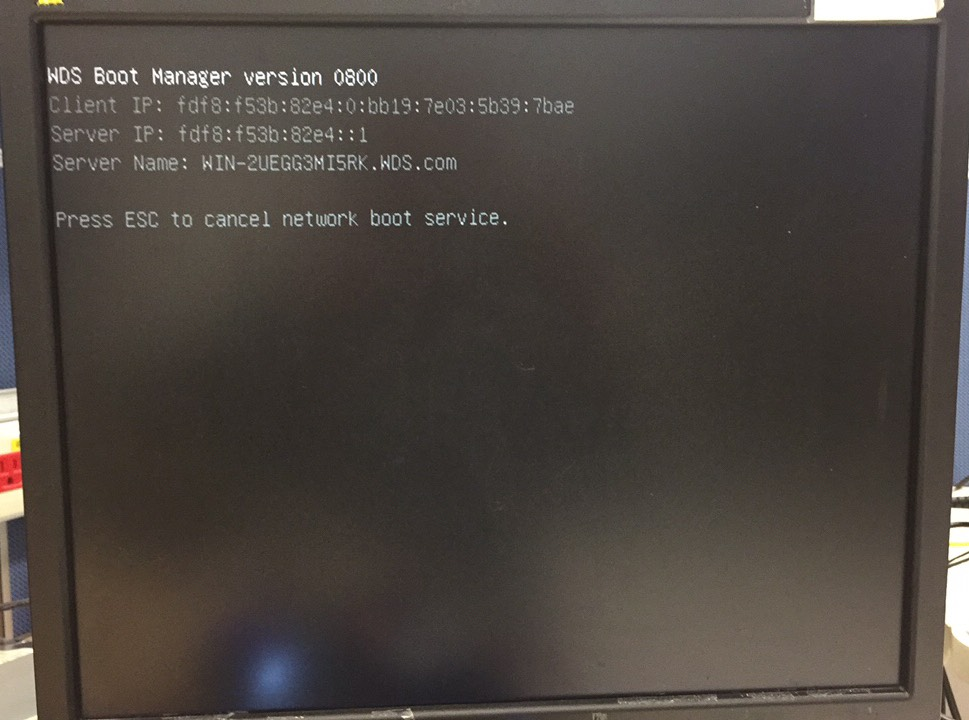 WDS Boot Manager version 0800
Client IP: fdf8:f53b:82e4:0:bb19:7e03:5b39:7bae
Server IP: fdf8:f53b:82e4::1
Server Name: WIN-2UEGG3MI5RK.WDS.com
Press ESC to cancel network boot service.